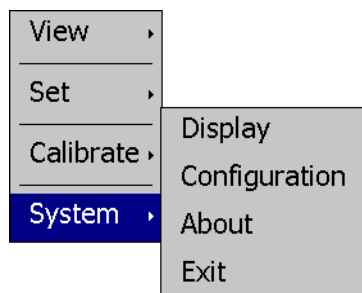 View
Set
Calibrate
System
Display
Configuration
About
Exit